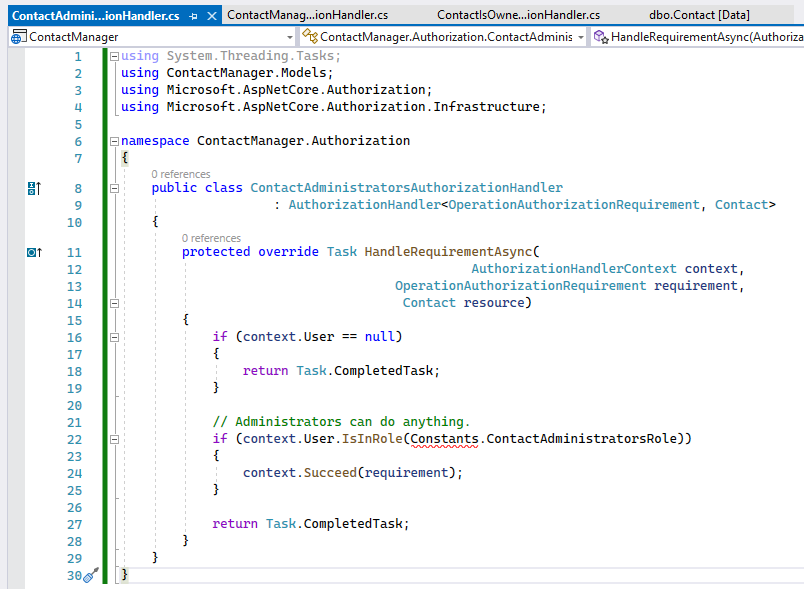 ContactAdmini...ionHandler.cs ContactManag...ionHandler.cs ContactIsOwne...ionHandler.cs dbo.Contact [Data]
ContactManager ContactManager.Authorization.ContactAdminis HandleRequirementAsync(Authoriza
1 using System.Threading.Tasks;
2 using ContactManager.Models;
3 using Microsoft.AspNetCore.Authorization;
4 using Microsoft.AspNetCore.Authorization.Infrastructure;
5
6 namespace ContactManager.Authorization
7 {
0 references
8 public class ContactAdministratorsAuthorizationHandler
9 : AuthorizationHandler<OperationAuthorizationRequirement, Contact>
10 {
0 references
11 protected override Task HandleRequirementAsync(
12 AuthorizationHandlerContext context,
13 OperationAuthorizationRequirement requirement,
14 Contact resource)
15 {
16 if (context.User == null)
17 {
18 return Task.CompletedTask;
19 }
20
21 // Administrators can do anything.
22 if (context.User.IsInRole(Constants.ContactAdministratorsRole))
23 {
24 context.Succeed(requirement);
25 }
26
27 return Task.CompletedTask;
28 }
29 }
30 }